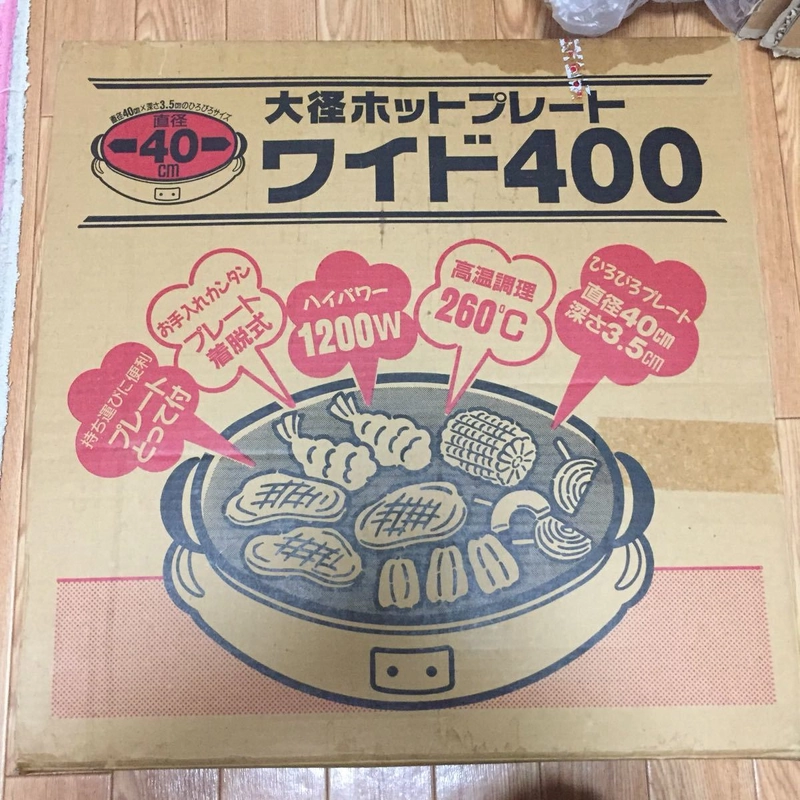 直径40cm×深さ3.5cmのひろびろサイズ
直径
40
cm
大径ホットプレート
ワイド400
持ち運びに便利
プレート
とって付
お手入れカンタン
プレート
着脱式
ハイパワー
1200W
高温調理
260℃
ひろびろプレート
直径40cm
深さ3.5cm